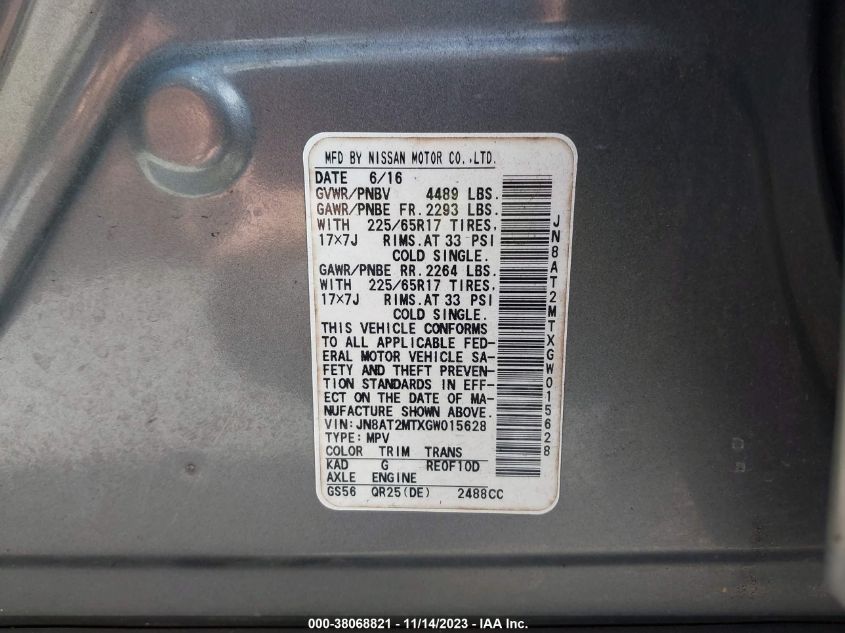 MFD BY NISSAN MOTOR CO.,LTD.
DATE 6/16
GVWR/PNBV 4489 LBS.
GAWR/PNBE FR. 2293 LBS.
WITH 225/65R17 TIRES,
17×7J RIMS.AT 33 PSI
COLD SINGLE.
GAWR/PNBE RR. 2264 LBS.
WITH 225/65R17 TIRES,
17×7J RIMS.AT 33 PSI
COLD SINGLE.
THIS VEHICLE CONFORMS
TO ALL APPLICABLE FED-
ERAL MOTOR VEHICLE SA-
FETY AND THEFT PREVEN-
TION STANDARDS IN EFF-
ECT ON THE DATE OF MA-
NUFACTURE SHOWN ABOVE.
VIN:JN8AT2MTXGW015628
TYPE:MPV
COLOR TRIM TRANS
KAD G RE0F10D
AXLE ENGINE
GS56 QR25(DE) 2488CC
JN8AT2MTXGW015628
000-38068821 - 11/14/2023 - IAA Inc.